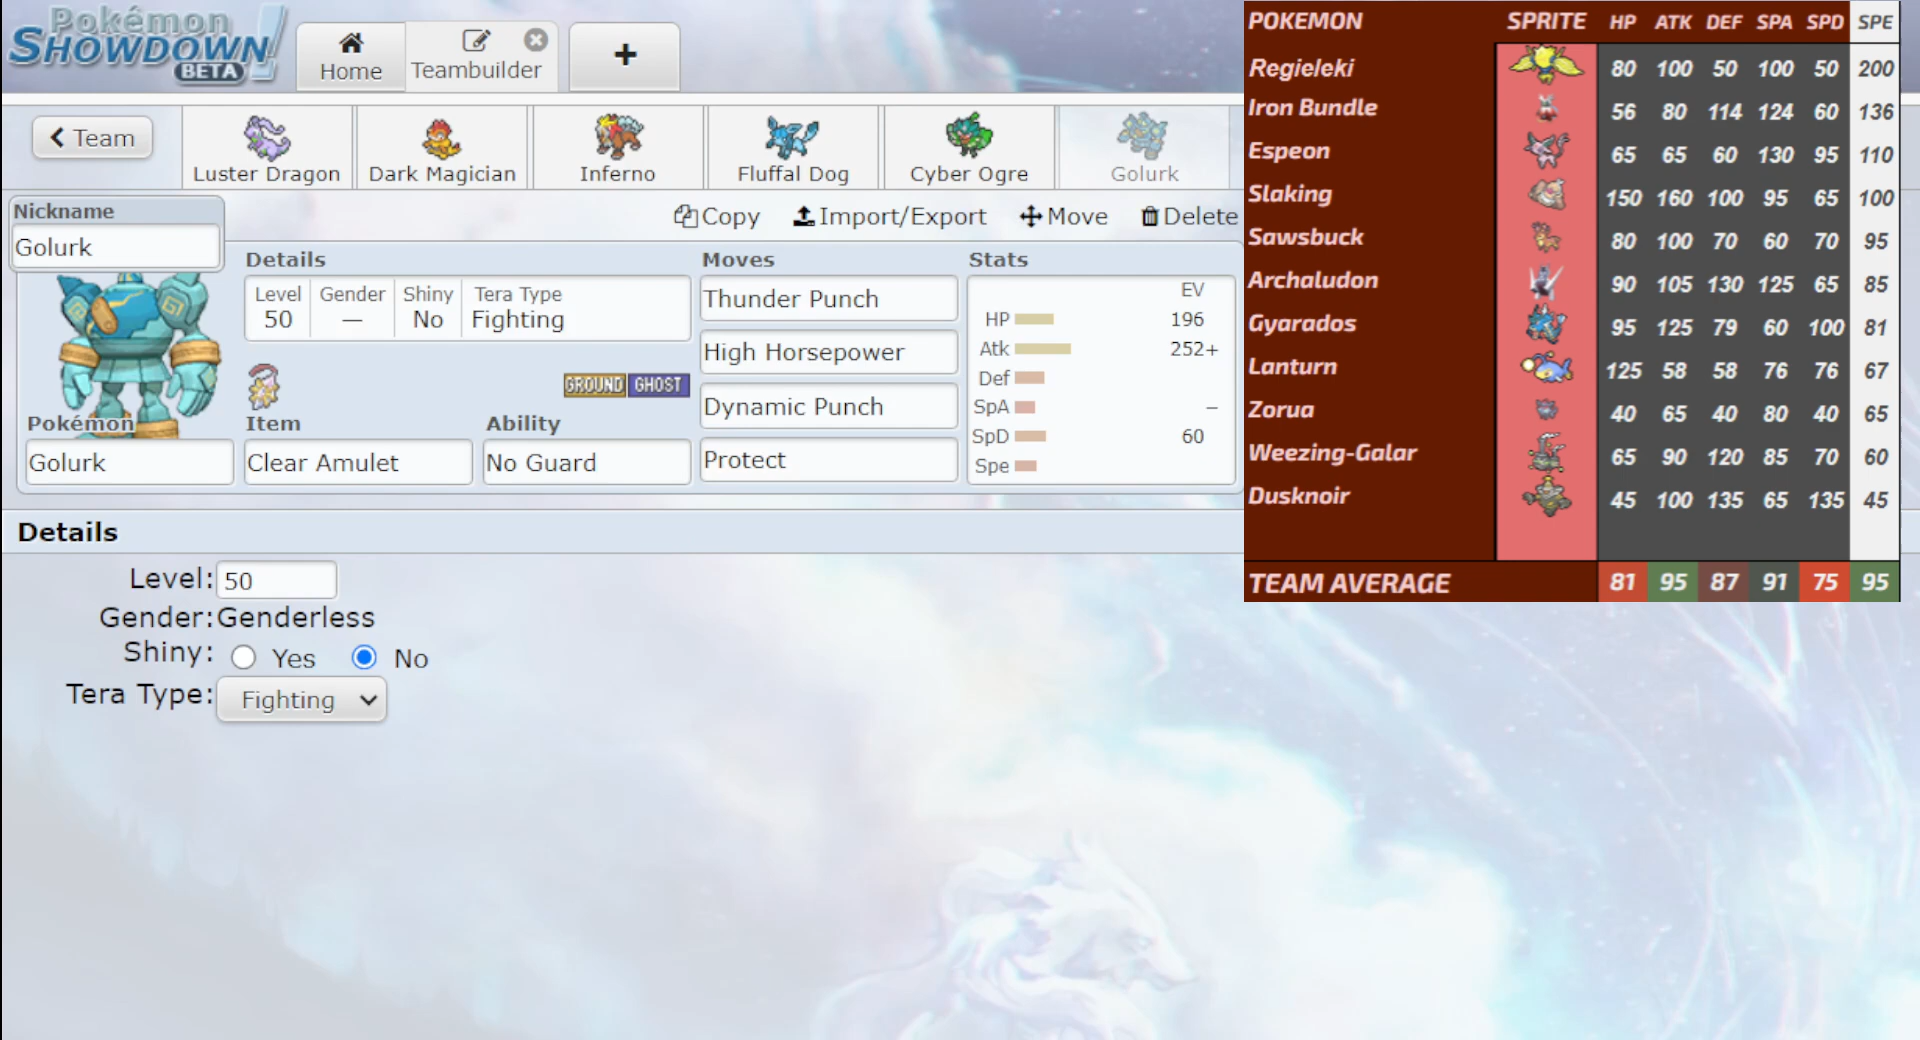 Pokémon
SHOWDOWN!
BETA
Home
Teambuilder
+
Team
Luster Dragon
Dark Magician
Inferno
Fluffal Dog
Cyber Ogre
Golurk
Copy
Import/Export
Move
Delete
Nickname
Golurk
Pokémon
Golurk
Details
Level
50
Gender
—
Shiny
No
Tera Type
Fighting
GROUND GHOST
Item
Clear Amulet
Ability
No Guard
Moves
Thunder Punch
High Horsepower
Dynamic Punch
Protect
Stats
EV
HP 196
Atk 252+
Def
SpA –
SpD 60
Spe
Details
Level: 50
Gender: Genderless
Shiny: Yes No
Tera Type: Fighting
POKEMON SPRITE HP ATK DEF SPA SPD SPE
Regieleki 80 100 50 100 50 200
Iron Bundle 56 80 114 124 60 136
Espeon 65 65 60 130 95 110
Slaking 150 160 100 95 65 100
Sawsbuck 80 100 70 60 70 95
Archaludon 90 105 130 125 65 85
Gyarados 95 125 79 60 100 81
Lanturn 125 58 58 76 76 67
Zorua 40 65 40 80 40 65
Weezing-Galar 65 90 120 85 70 60
Dusknoir 45 100 135 65 135 45
TEAM AVERAGE 81 95 87 91 75 95